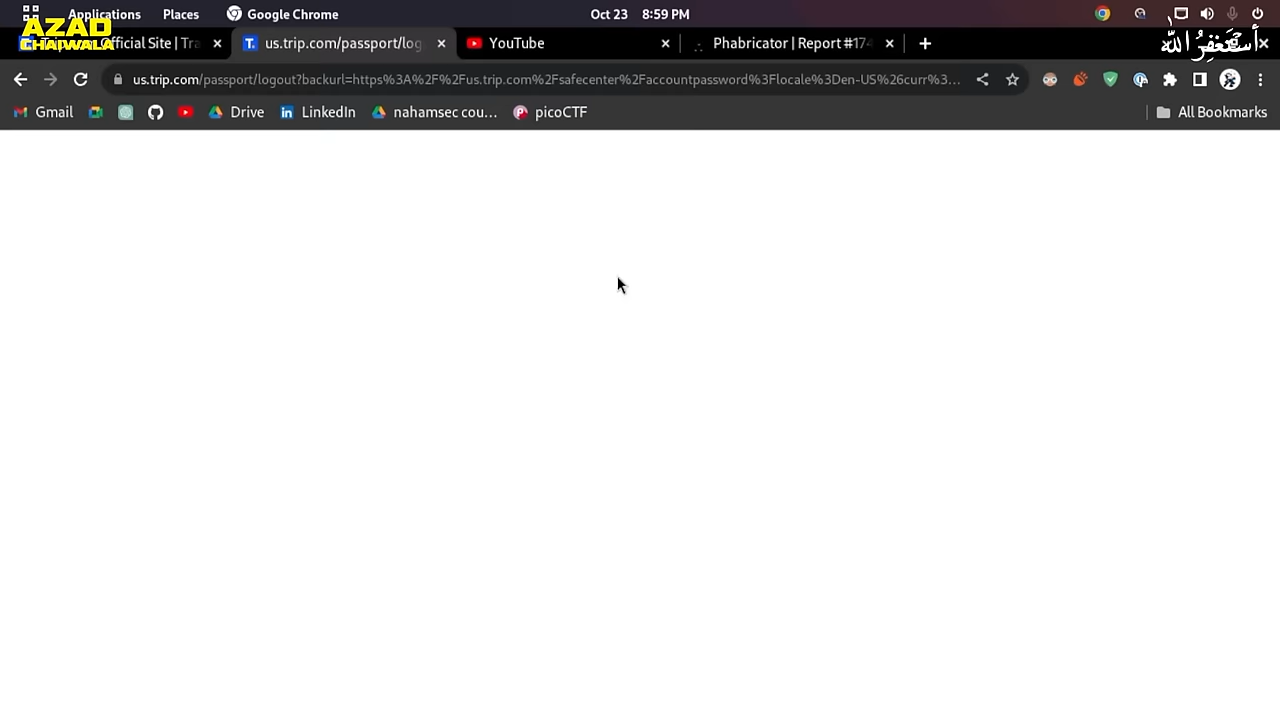 Applications Places Google Chrome Oct 23 8:59 PM
AZAD
CHAIWALA
أستغفر الله
Official Site | Tra us.trip.com/passport/log YouTube Phabricator | Report #174
us.trip.com/passport/logout?backurl=https%3A%2F%2Fus.trip.com%2Fsafecenter%2Faccountpassword%3Flocale%3Den-US%26curr%3...
Gmail Drive LinkedIn nahamsec cou... picoCTF All Bookmarks